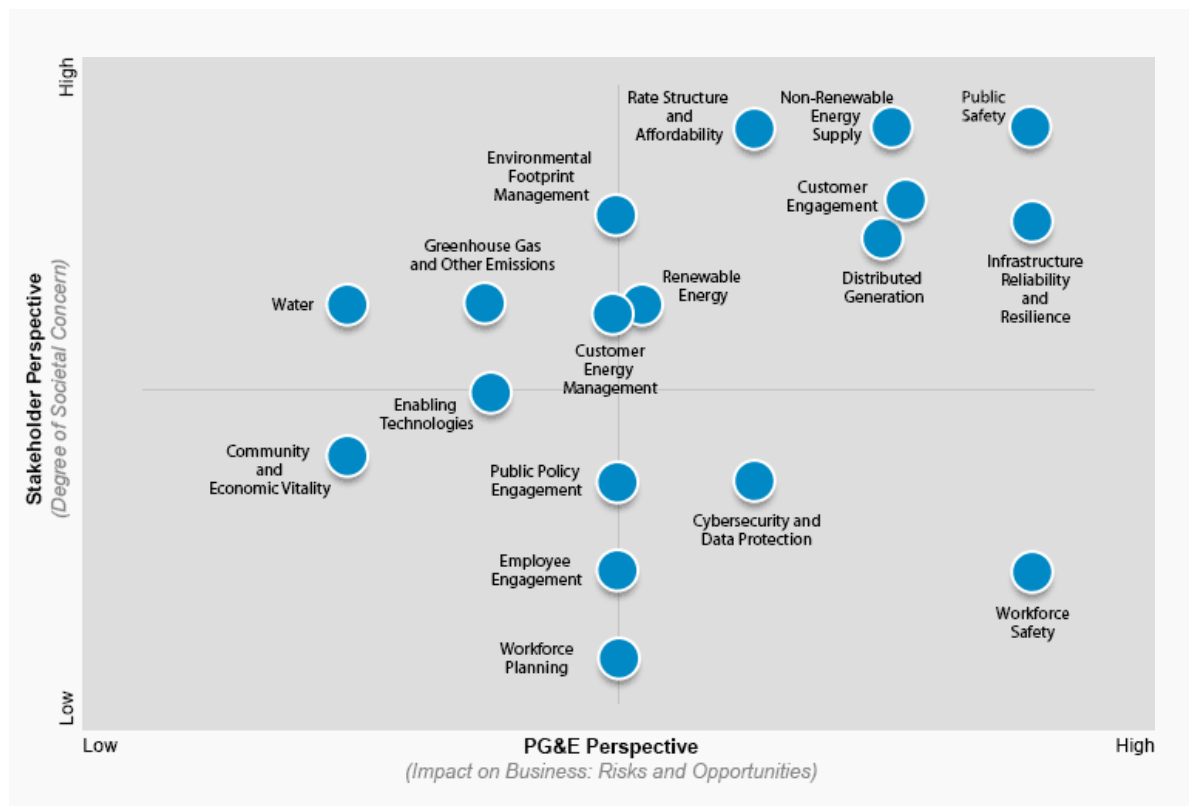 High
Stakeholder Perspective
(Degree of Societal Concern)
Low
Rate Structure
and
Affordability
Non-Renewable
Energy
Supply
Public
Safety
Environmental
Footprint
Management
Customer
Engagement
Greenhouse Gas
and Other Emissions
Infrastructure
Reliability
and
Resilience
Distributed
Generation
Renewable
Energy
Water
Customer
Energy
Management
Enabling
Technologies
Community
and
Economic Vitality
Public Policy
Engagement
Cybersecurity and
Data Protection
Employee
Engagement
Workforce
Safety
Workforce
Planning
Low
PG&E Perspective
High
(Impact on Business: Risks and Opportunities)